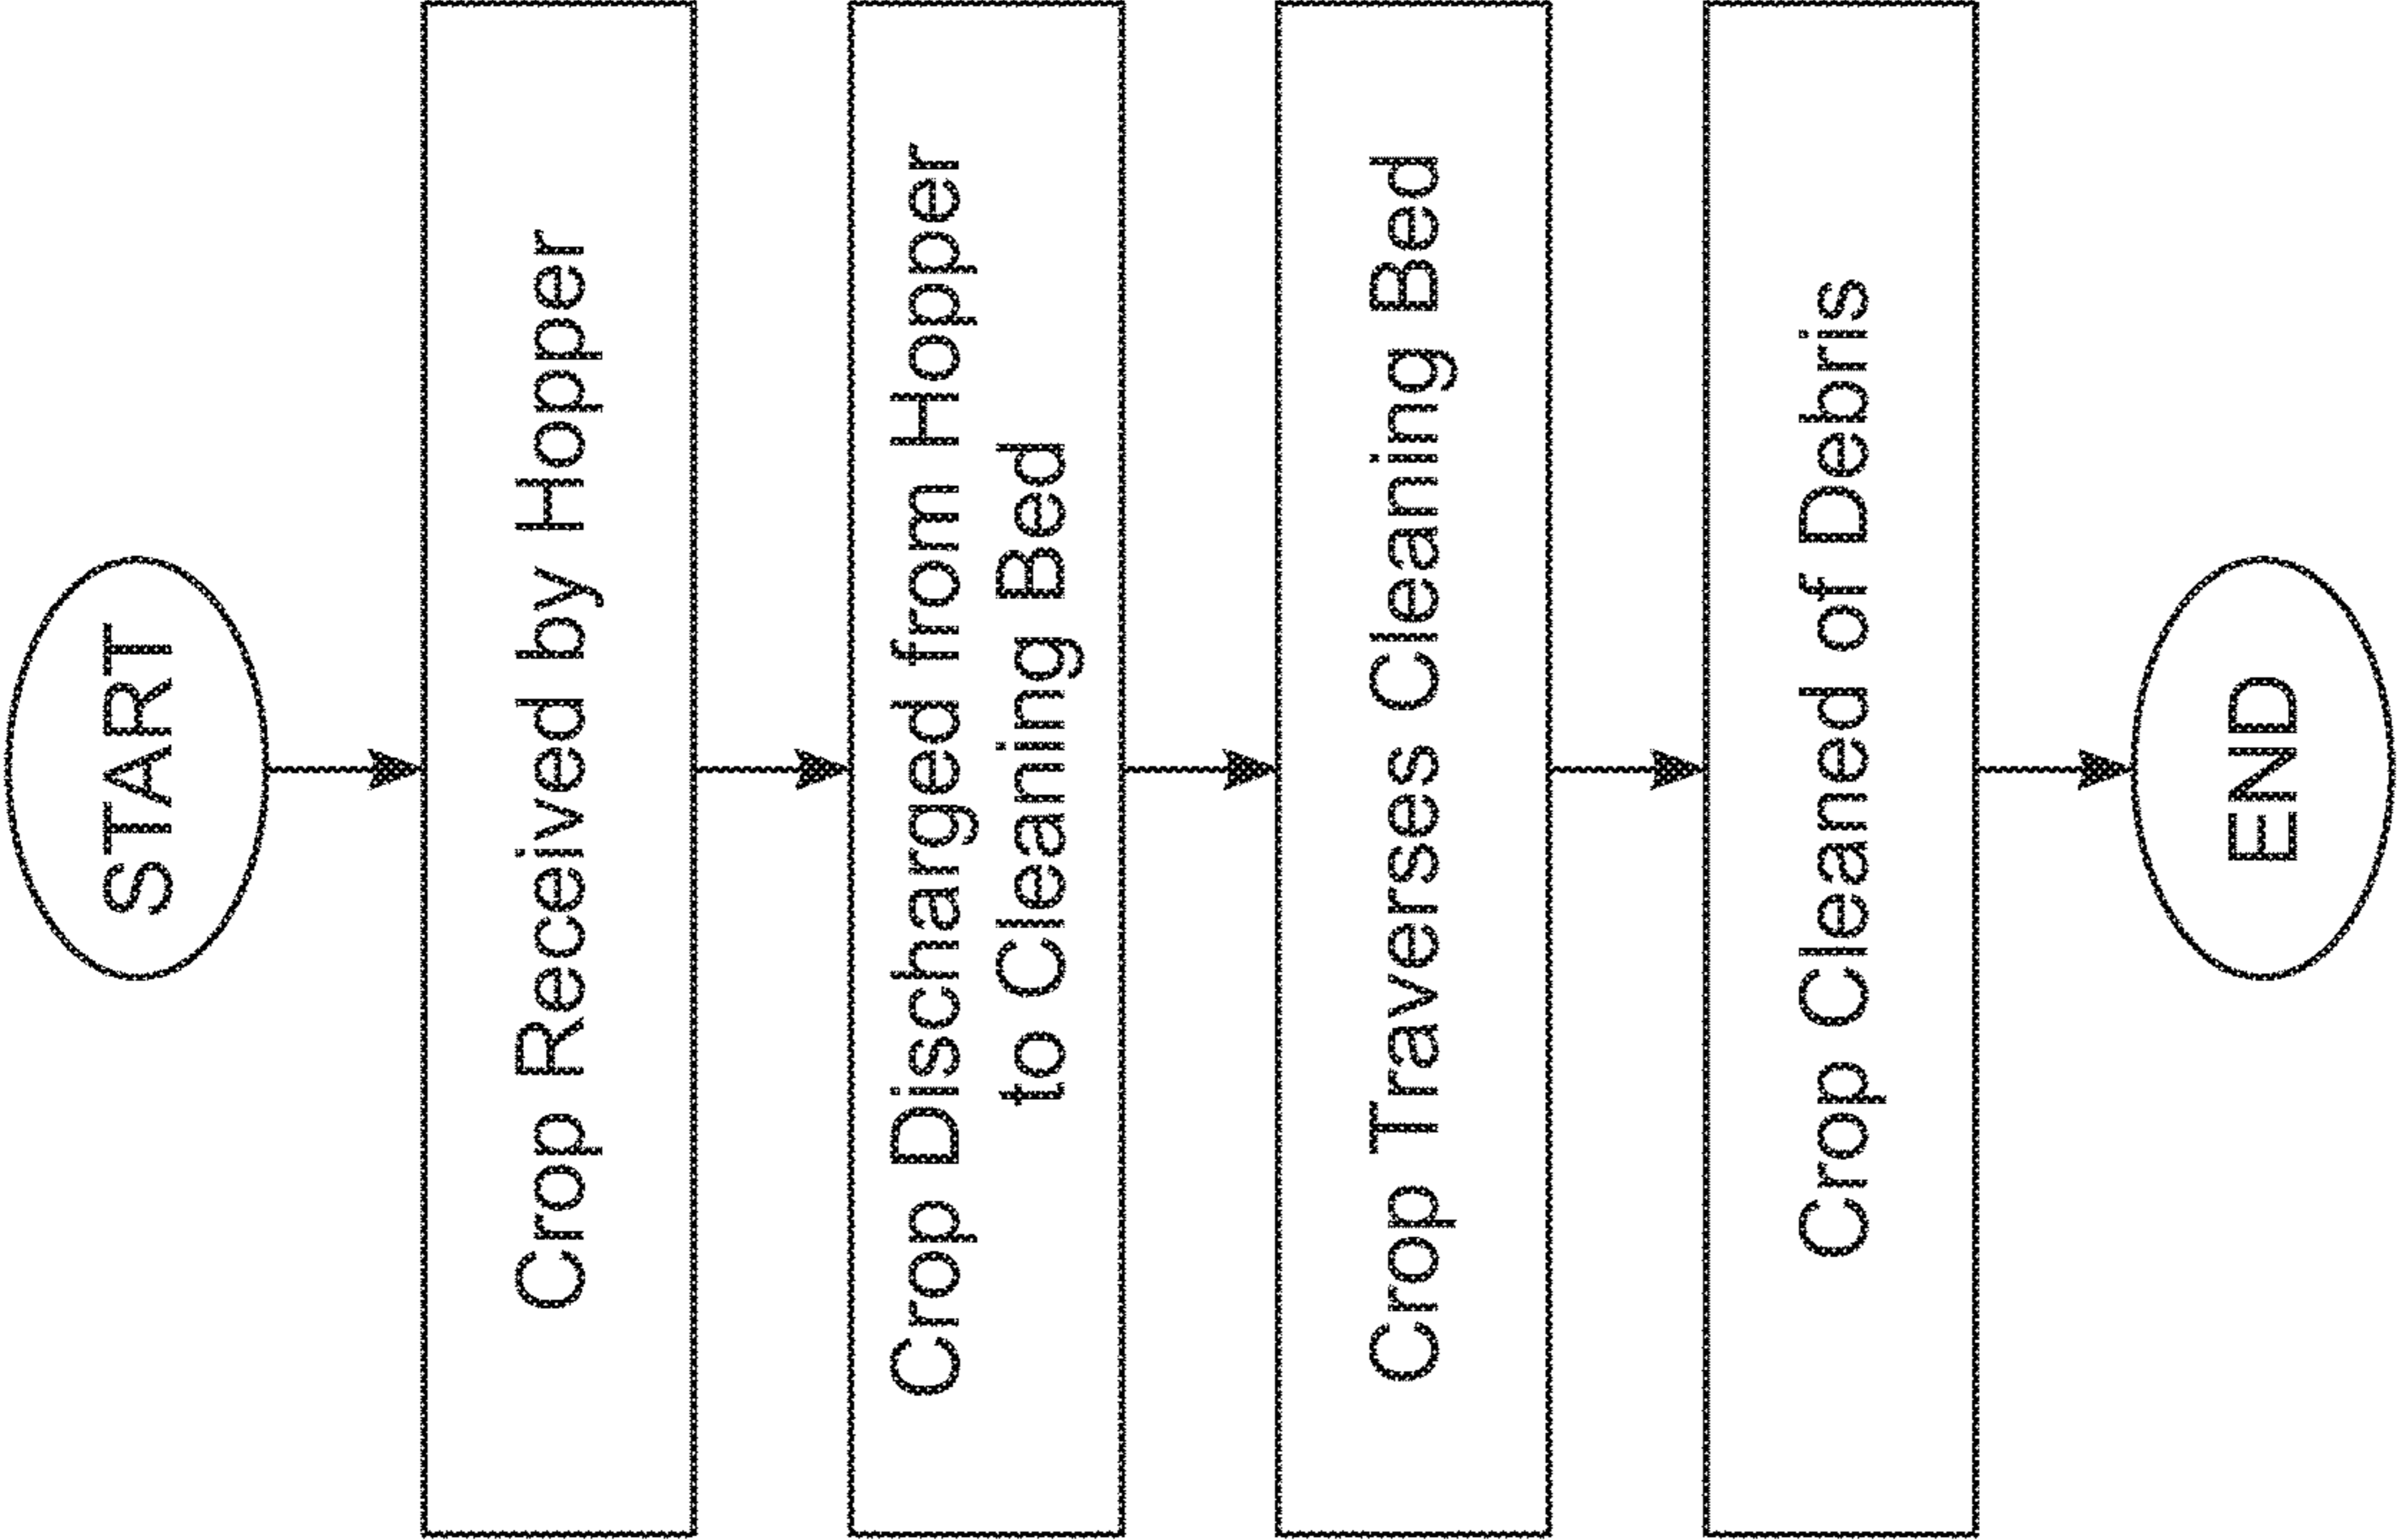 START
Crop Received by Hopper
Crop Discharged from Hopper
to Cleaning Bed
Crop Traverses Cleaning Bed
Crop Cleaned of Debris
END